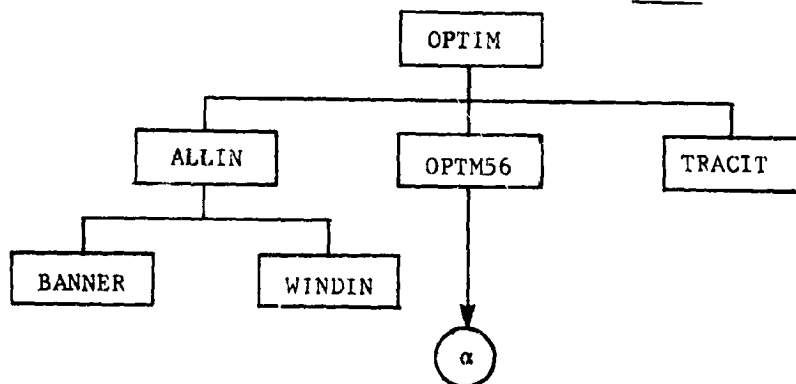 OPTIM
ALLIN
OPTM56
TRACIT
BANNER
WINDIN
α